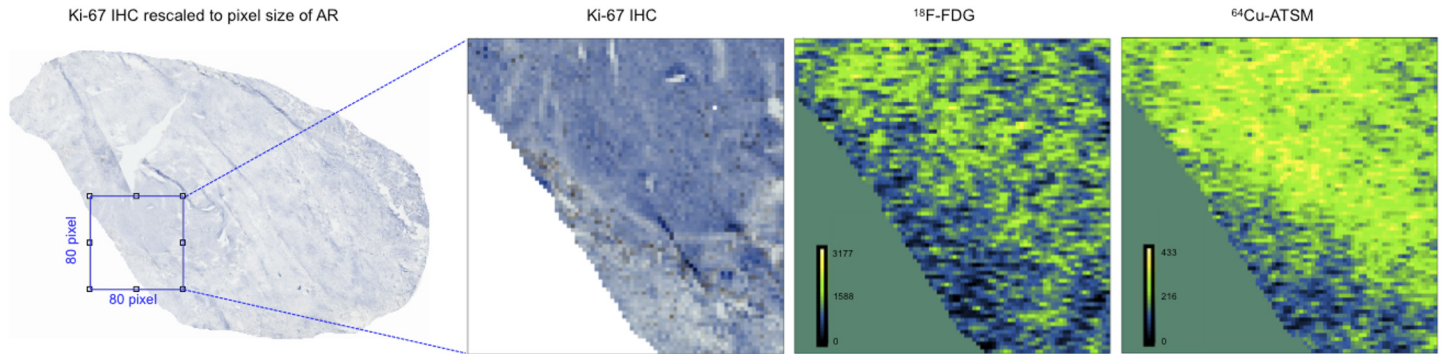 Ki-67 IHC rescaled to pixel size of AR
Ki-67 IHC
¹⁸F-FDG
⁶⁴Cu-ATSM
80 pixel
80 pixel
3177
1588
0
433
216
0